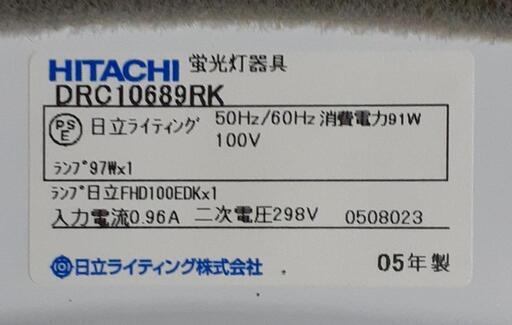 HITACHI 蛍光灯器具
DRC10689RK
PSE 日立ライティング 50Hz/60Hz 消費電力91W
100V
ランプ97Wx1
ランプ日立FHD100EDKx1
入力電流0.96A 二次電圧298V 0508023
日立ライティング株式会社 05年製